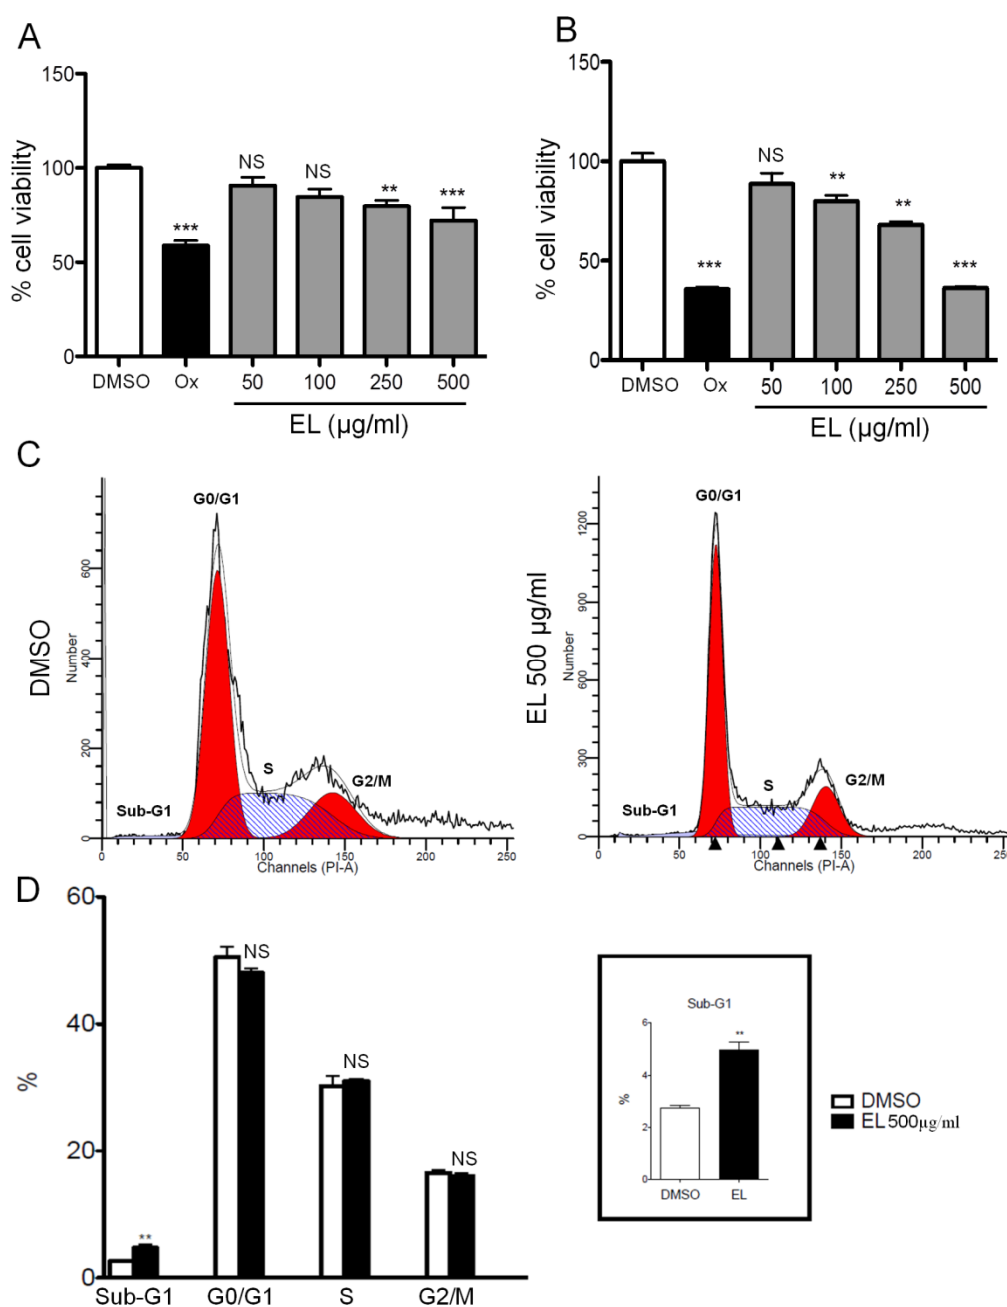 A
% cell viability
150
100
50
0
***
NS
NS
**
***
DMSO
Ox
50
100
250
500
EL (µg/ml)
B
% cell viability
150
100
50
0
***
NS
**
**
***
DMSO
Ox
50
100
250
500
EL (µg/ml)
C
DMSO
Number
600
400
200
0
G0/G1
S
G2/M
Sub-G1
0 50 100 150 200 250
Channels (PI-A)
EL 500 µg/ml
Number
1200
900
600
300
0
G0/G1
S
G2/M
Sub-G1
0 50 100 150 200 250
Channels (PI-A)
D
%
60
40
20
0
**
NS
NS
NS
Sub-G1
G0/G1
S
G2/M
Sub-G1
%
6
4
2
0
**
DMSO
EL
DMSO
EL 500µg/ml